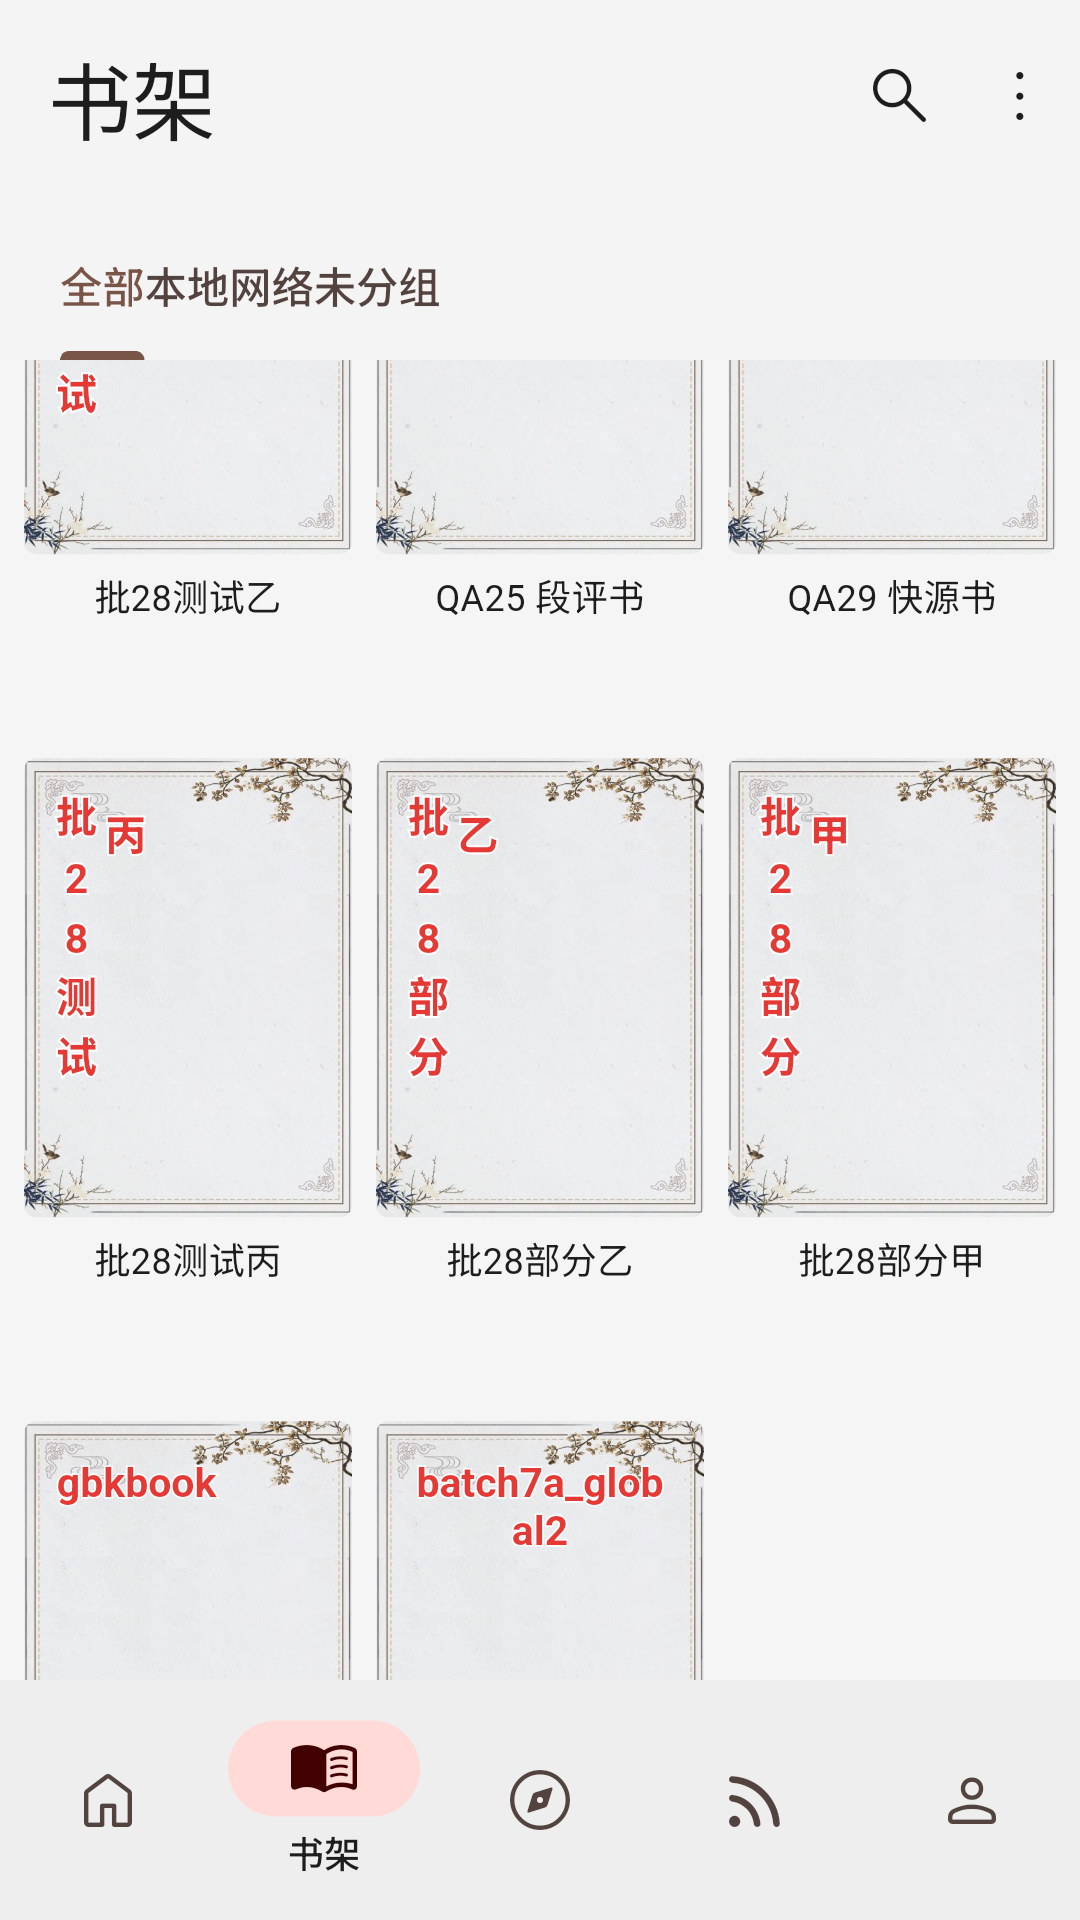 书架
全部本地网络未分组
试
批28测试乙
QA25 段评书
QA29 快源书
批28测试
丙
批28部分
乙
批28部分
甲
批28测试丙
批28部分乙
批28部分甲
gbkbook
batch7a_glob
al2
书架